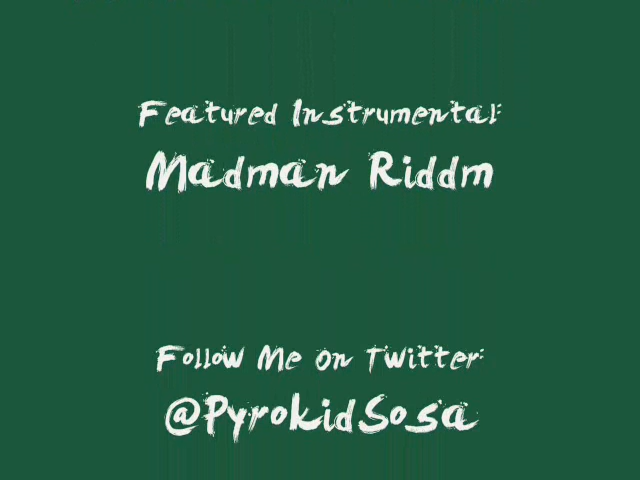 Featured Instrumental:
Madman Riddm
Follow Me On Twitter:
@PyrokidSosa